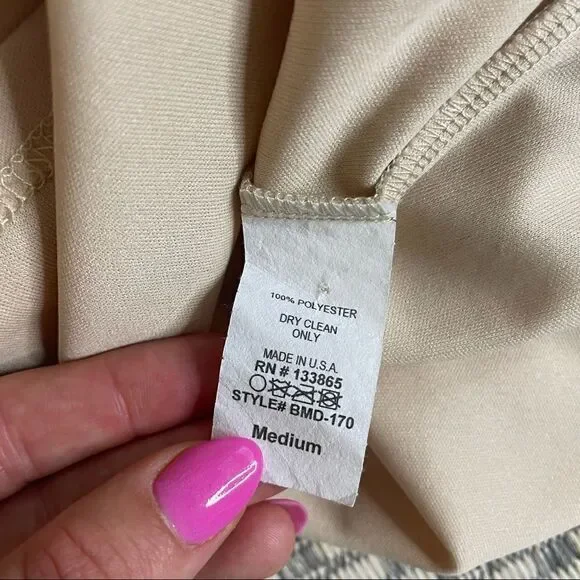 100% POLYESTER
DRY CLEAN
ONLY
MADE IN U.S.A.
RN # 133865
STYLE# BMD-170
Medium